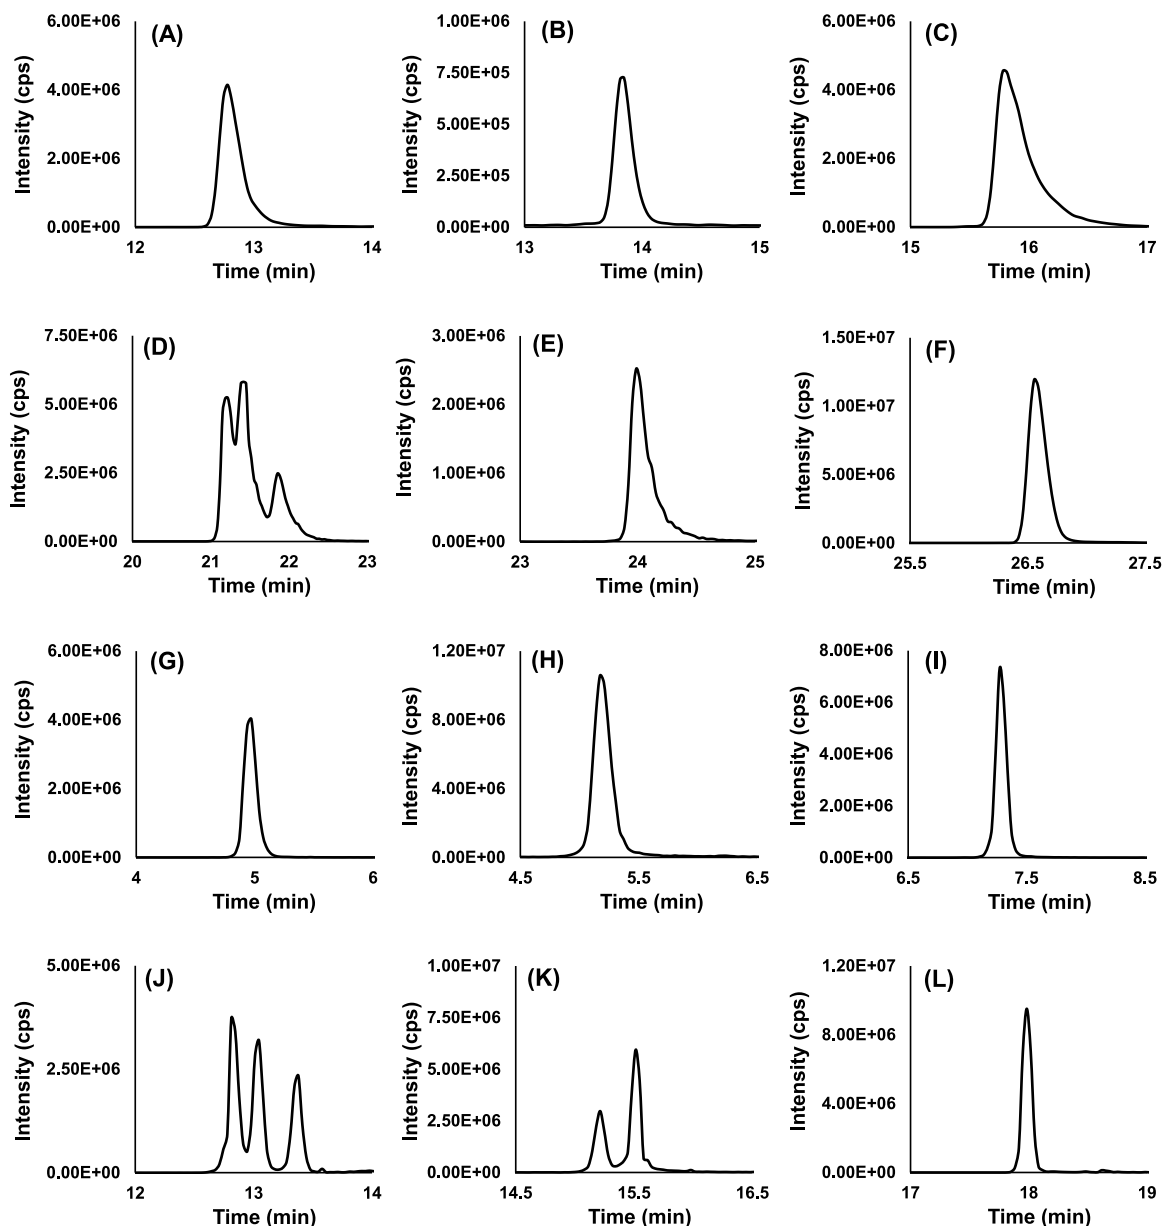 (A)
Intensity (cps)
6.00E+06
4.00E+06
2.00E+06
0.00E+00
12 13 14
Time (min)
(B)
Intensity (cps)
1.00E+06
7.50E+05
5.00E+05
2.50E+05
0.00E+00
13 14 15
Time (min)
(C)
Intensity (cps)
6.00E+06
4.00E+06
2.00E+06
0.00E+00
15 16 17
Time (min)
(D)
Intensity (cps)
7.50E+06
5.00E+06
2.50E+06
0.00E+00
20 21 22 23
Time (min)
(E)
Intensity (cps)
3.00E+06
2.00E+06
1.00E+06
0.00E+00
23 24 25
Time (min)
(F)
Intensity (cps)
1.50E+07
1.00E+07
5.00E+06
0.00E+00
25.5 26.5 27.5
Time (min)
(G)
Intensity (cps)
6.00E+06
4.00E+06
2.00E+06
0.00E+00
4 5 6
Time (min)
(H)
Intensity (cps)
1.20E+07
8.00E+06
4.00E+06
0.00E+00
4.5 5.5 6.5
Time (min)
(I)
Intensity (cps)
8.00E+06
6.00E+06
4.00E+06
2.00E+06
0.00E+00
6.5 7.5 8.5
Time (min)
(J)
Intensity (cps)
5.00E+06
2.50E+06
0.00E+00
12 13 14
Time (min)
(K)
Intensity (cps)
1.00E+07
7.50E+06
5.00E+06
2.50E+06
0.00E+00
14.5 15.5 16.5
Time (min)
(L)
Intensity (cps)
1.20E+07
8.00E+06
4.00E+06
0.00E+00
17 18 19
Time (min)